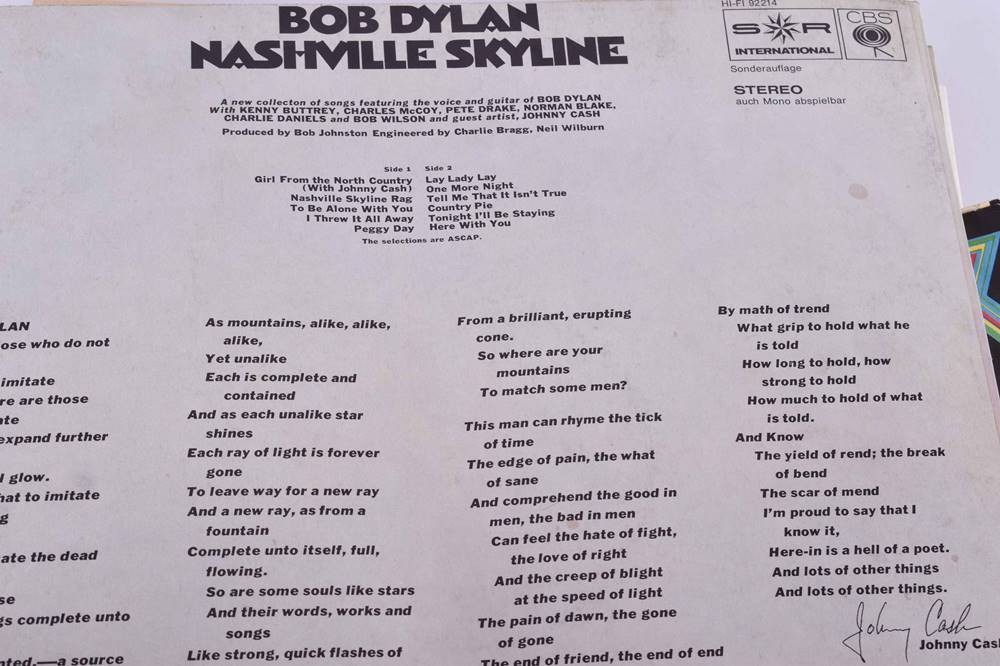 BOB DYLAN
NASHVILLE SKYLINE
HI-FI 92214
S R
INTERNATIONAL
CBS
Sonderauflage
STEREO
auch Mono abspielbar
A new collecton of songs featuring the voice and guitar of BOB DYLAN
With KENNY BUTTREY, CHARLES McCOY, PETE DRAKE, NORMAN BLAKE,
CHARLIE DANIELS and BOB WILSON and guest artist, JOHNNY CASH
Produced by Bob Johnston Engineered by Charlie Bragg, Neil Wilburn
Side 1
Girl From the North Country
(With Johnny Cash)
Nashville Skyline Rag
To Be Alone With You
I Threw It All Away
Peggy Day
Side 2
Lay Lady Lay
One More Night
Tell Me That It Isn't True
Country Pie
Tonight I'll Be Staying
Here With You
The selections are ASCAP.
LAN
ose who do not
imitate
re are those
ate
expand further
I glow.
hat to imitate
g
ate the dead
se
gs complete unto
nted,—a source
As mountains, alike, alike,
alike,
Yet unalike
Each is complete and
contained
And as each unalike star
shines
Each ray of light is forever
gone
To leave way for a new ray
And a new ray, as from a
fountain
Complete unto itself, full,
flowing.
So are some souls like stars
And their words, works and
songs
Like strong, quick flashes of
From a brilliant, erupting
cone.
So where are your
mountains
To match some men?
This man can rhyme the tick
of time
The edge of pain, the what
of sane
And comprehend the good in
men, the bad in men
Can feel the hate of fight,
the love of right
And the creep of blight
at the speed of light
The pain of dawn, the gone
of gone
The end of friend, the end of end
By math of trend
What grip to hold what he
is told
How long to hold, how
strong to hold
How much to hold of what
is told.
And Know
The yield of rend; the break
of bend
The scar of mend
I'm proud to say that I
know it,
Here-in is a hell of a poet.
And lots of other things
And lots of other things.
Johnny Cash
Johnny Cash